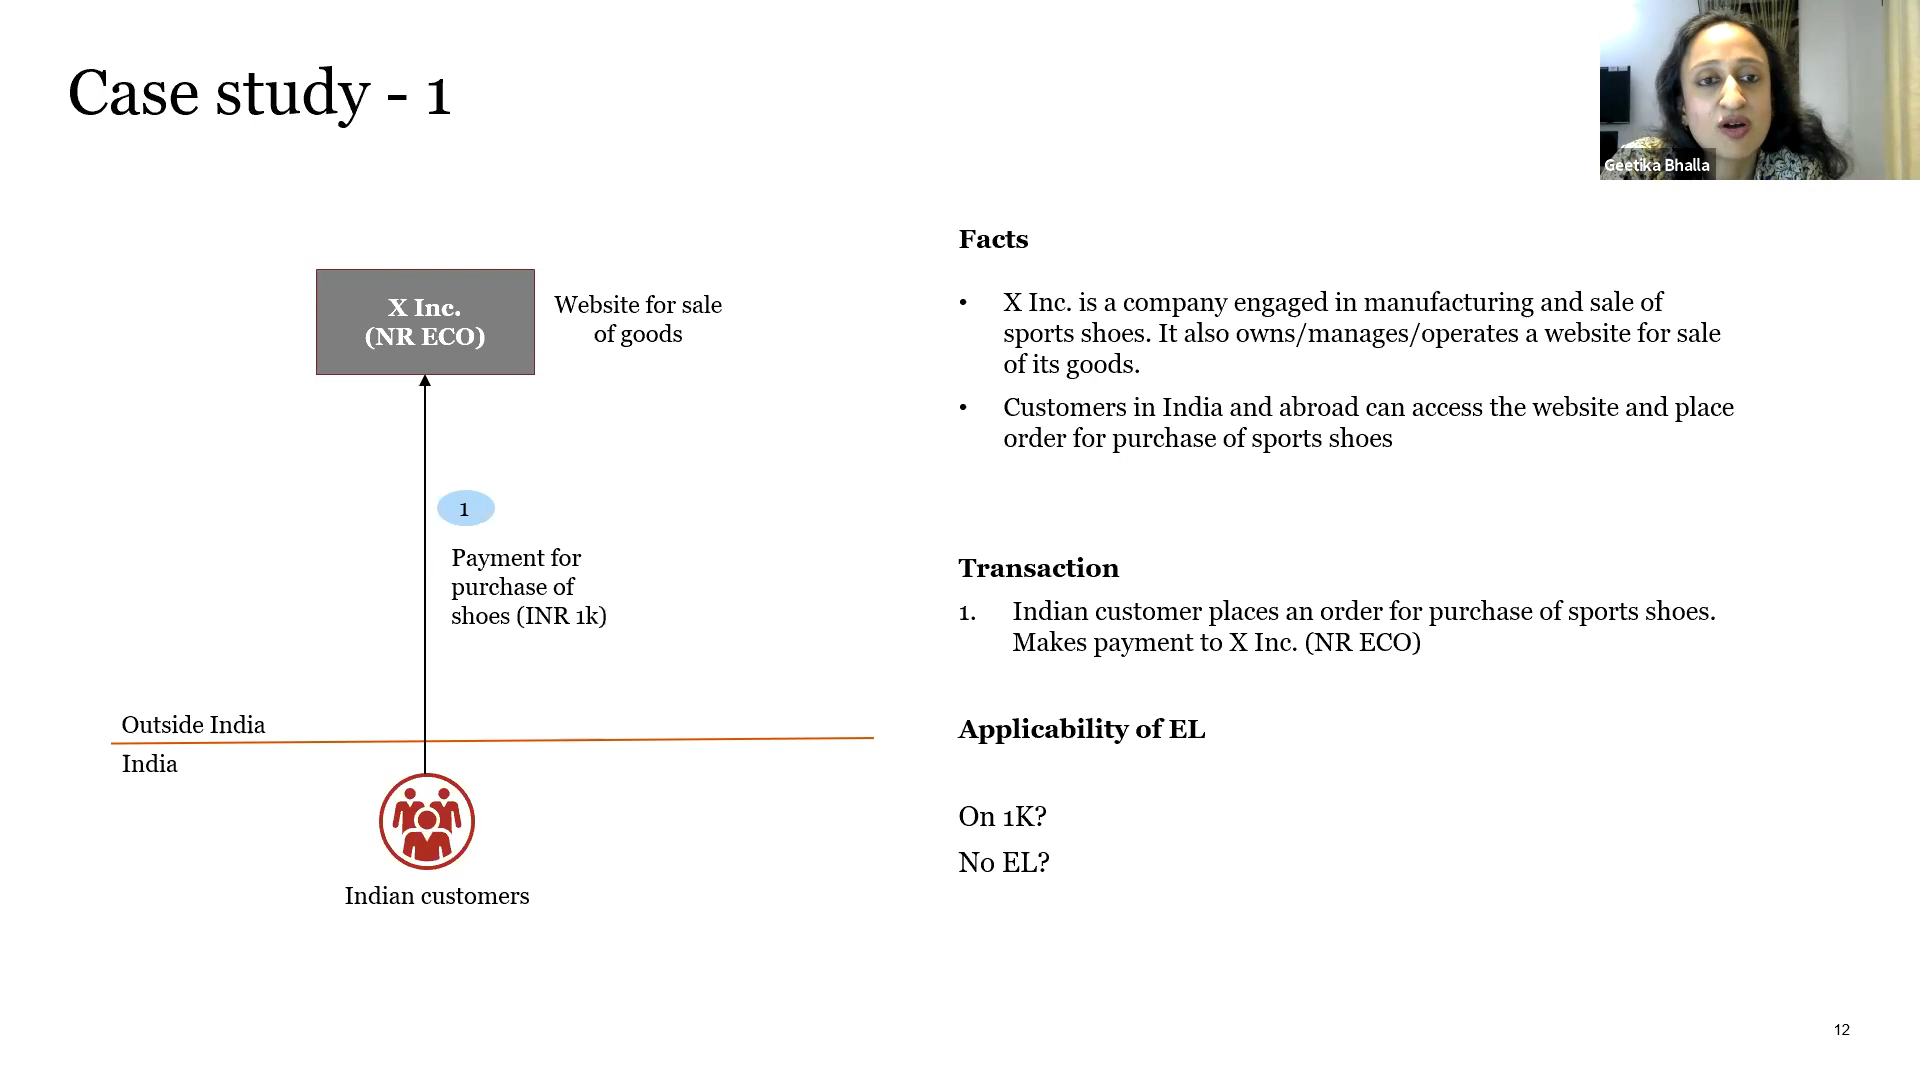 Case study - 1
Geetika Bhalla
X Inc.
(NR ECO)
Website for sale
of goods
1
Payment for
purchase of
shoes (INR 1k)
Outside India
India
Indian customers
Facts
• X Inc. is a company engaged in manufacturing and sale of
sports shoes. It also owns/manages/operates a website for sale
of its goods.
• Customers in India and abroad can access the website and place
order for purchase of sports shoes
Transaction
1. Indian customer places an order for purchase of sports shoes.
Makes payment to X Inc. (NR ECO)
Applicability of EL
On 1K?
No EL?
12